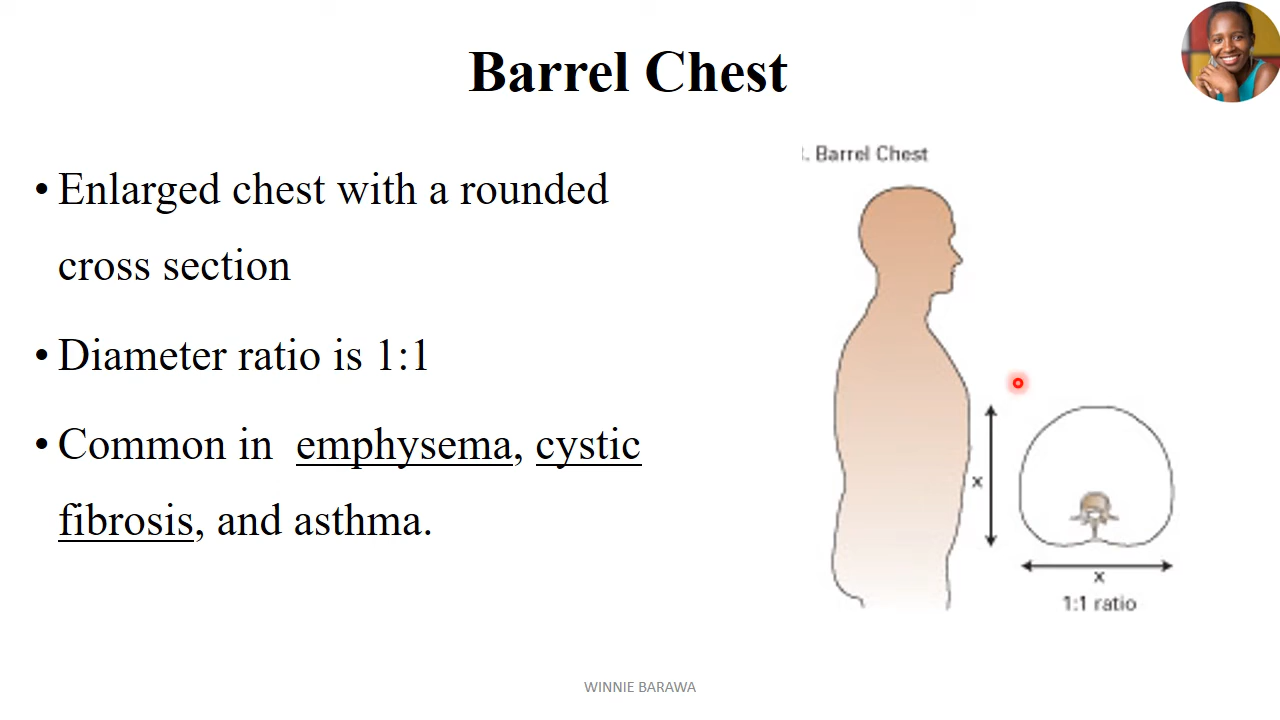 Barrel Chest
• Enlarged chest with a rounded
cross section
• Diameter ratio is 1:1
• Common in emphysema, cystic
fibrosis, and asthma.
. Barrel Chest
x
x
1:1 ratio
WINNIE BARAWA